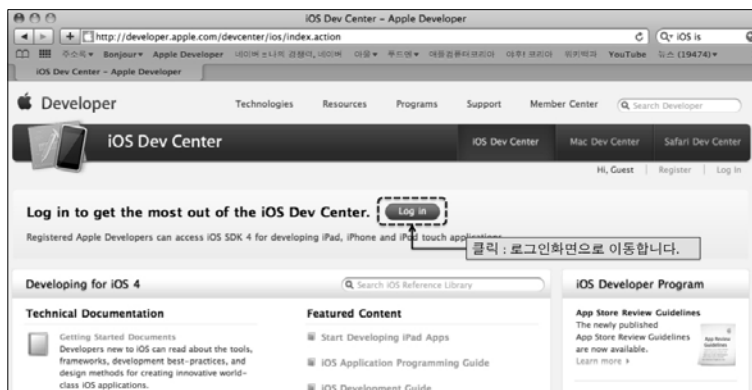 iOS Dev Center – Apple Developer
http://developer.apple.com/devcenter/ios/index.action
iOS is
주소록 Bonjour Apple Developer YouTube 뉴스 (19474)
iOS Dev Center – Apple Developer
Developer
Technologies Resources Programs Support Member Center Search Developer
iOS Dev Center
iOS Dev Center Mac Dev Center Safari Dev Center
Hi, Guest Register Log in
Log in to get the most out of the iOS Dev Center. Log in
Registered Apple Developers can access iOS SDK 4 for developing iPad, iPhone and iPod touch applications.
클릭 : 로그인화면으로 이동합니다.
Developing for iOS 4
Search iOS Reference Library
iOS Developer Program
Technical Documentation
Getting Started Documents
Developers new to iOS can read about the tools,
frameworks, development best-practices, and
design methods for creating innovative world-
class iOS applications.
Featured Content
Start Developing iPad Apps
iOS Application Programming Guide
iOS Development Guide
App Store Review Guidelines
The newly published
App Store Review Guidelines
are now available.
Learn more